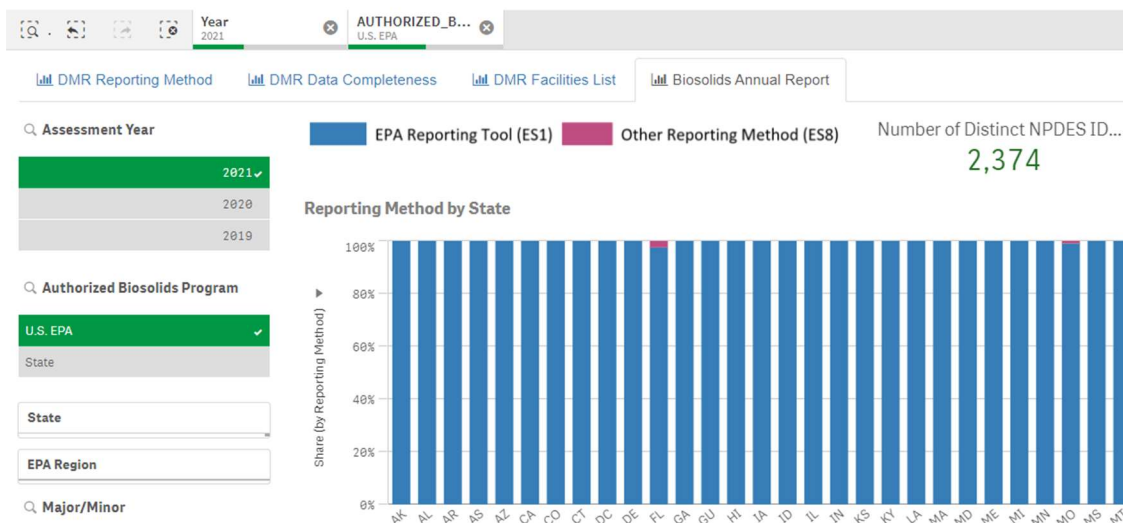 Year
2021
AUTHORIZED_B...
U.S. EPA
DMR Reporting Method
DMR Data Completeness
DMR Facilities List
Biosolids Annual Report
Assessment Year
2021
2020
2019
Authorized Biosolids Program
U.S. EPA
State
State
EPA Region
Major/Minor
EPA Reporting Tool (ES1)
Other Reporting Method (ES8)
Number of Distinct NPDES ID...
2,374
Reporting Method by State
Share (by Reporting Method)
100%
80%
60%
40%
20%
0%
AK AL AR AS AZ CA CO CT DC DE FL GA GU HI IA ID IL IN KS KY LA MA MD ME MI MN MO MS MT